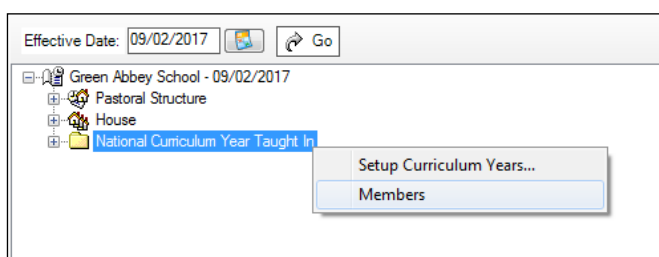 Effective Date: 09/02/2017 Go
Green Abbey School - 09/02/2017
Pastoral Structure
House
National Curriculum Year Taught In
Setup Curriculum Years...
Members